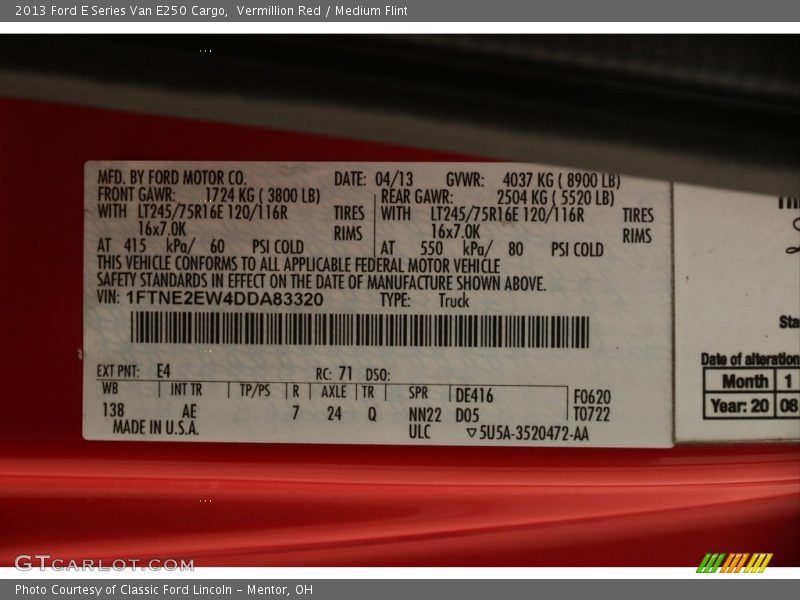 2013 Ford E Series Van E250 Cargo, Vermillion Red / Medium Flint
MFD. BY FORD MOTOR CO. DATE: 04/13 GVWR: 4037 KG ( 8900 LB)
FRONT GAWR: 1724 KG ( 3800 LB) REAR GAWR: 2504 KG ( 5520 LB)
WITH LT245/75R16E 120/116R TIRES WITH LT245/75R16E 120/116R TIRES
16x7.0K RIMS 16x7.0K RIMS
AT 415 kPa/ 60 PSI COLD AT 550 kPa/ 80 PSI COLD
THIS VEHICLE CONFORMS TO ALL APPLICABLE FEDERAL MOTOR VEHICLE
SAFETY STANDARDS IN EFFECT ON THE DATE OF MANUFACTURE SHOWN ABOVE.
VIN: 1FTNE2EW4DDA83320 TYPE: Truck
EXT PNT: E4 RC: 71 DSO:
WB INT TR TP/PS R AXLE TR SPR DE416 F0620
138 AE 7 24 Q NN22 D05 T0722
MADE IN U.S.A. ULC ▽5U5A-3520472-AA
Date of alteration
Month 1
Year: 20 08
GTCARLOT.COM
Photo Courtesy of Classic Ford Lincoln - Mentor, OH